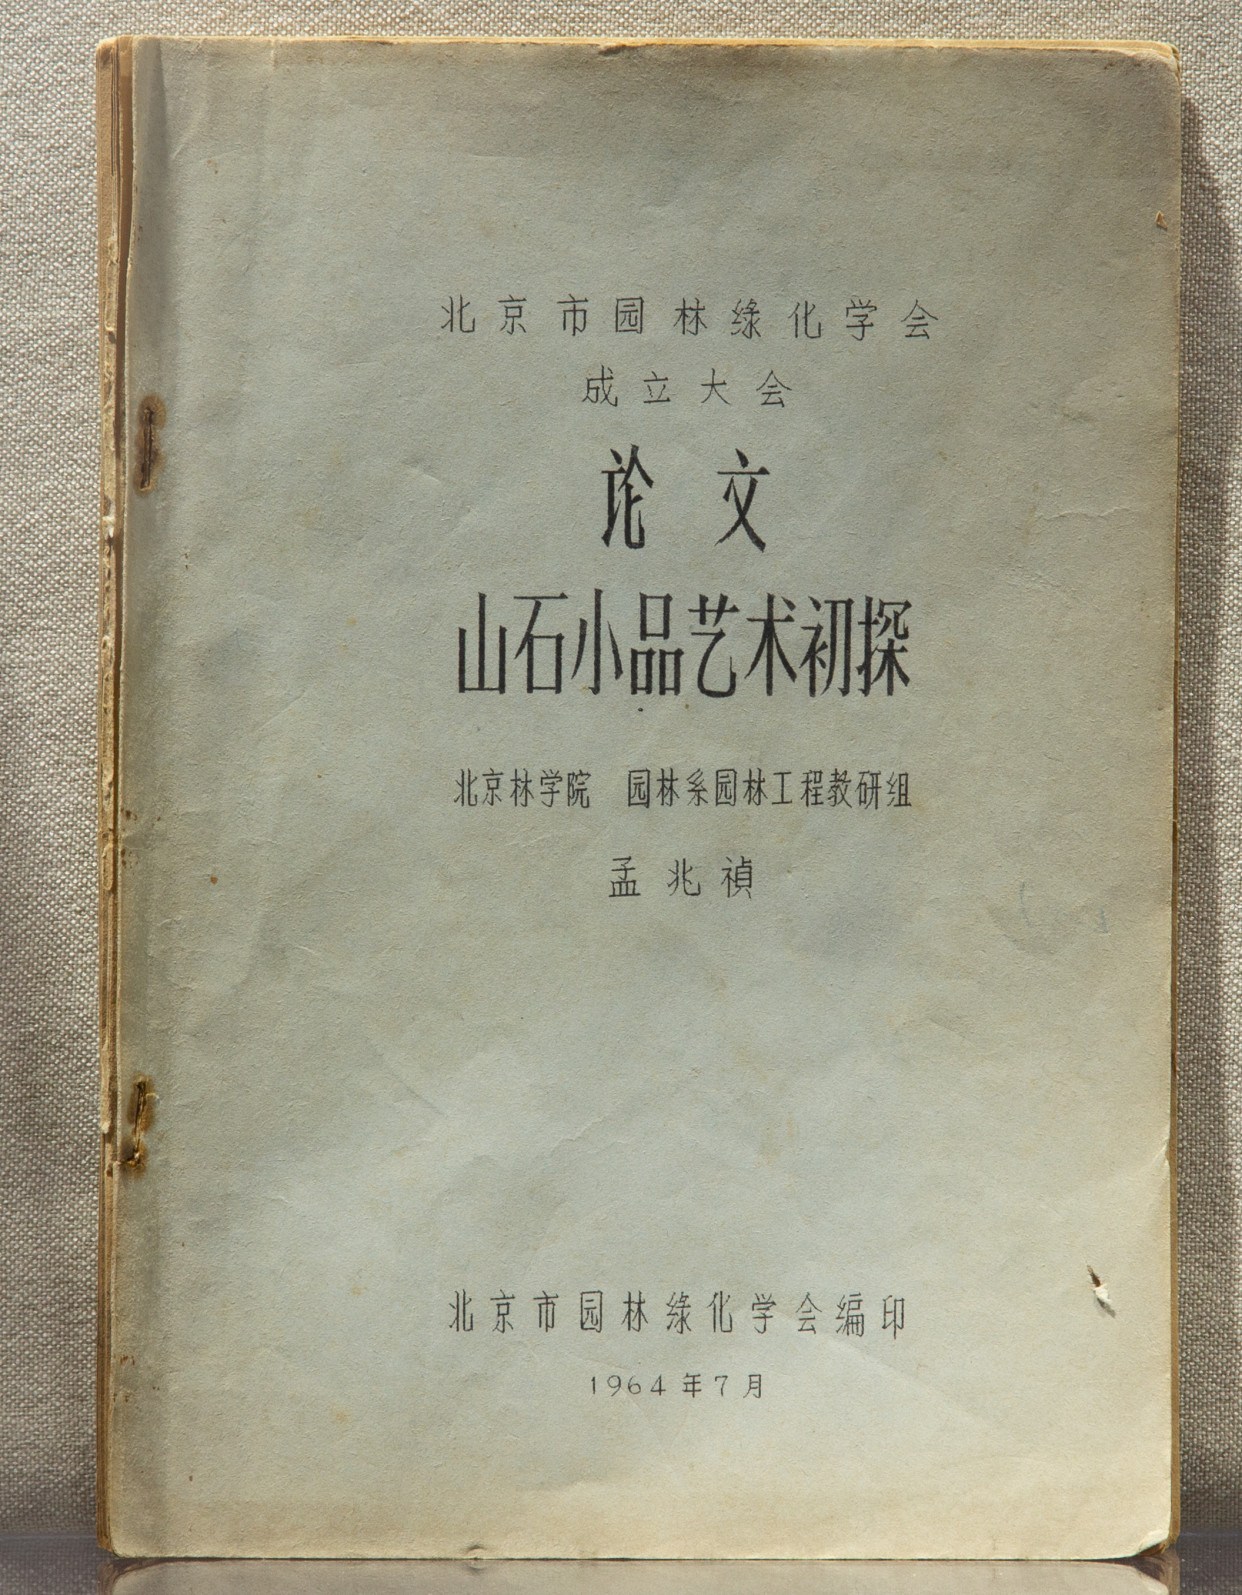 北京市园林绿化学会
成立大会
论文
山石小品艺术初探
北京林学院 园林系园林工程教研组
孟兆禎
北京市园林绿化学会编印
1964年7月